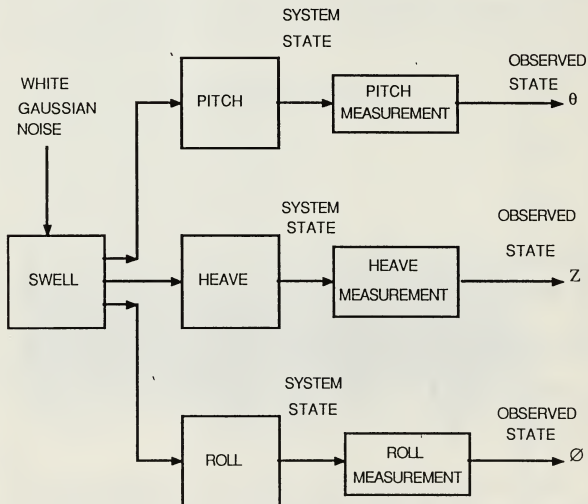 SYSTEM
STATE
OBSERVED
STATE
WHITE
GAUSSIAN
NOISE
PITCH
PITCH
MEASUREMENT
θ
SYSTEM
STATE
OBSERVED
STATE
SWELL
HEAVE
HEAVE
MEASUREMENT
Z
SYSTEM
STATE
OBSERVED
STATE
ROLL
ROLL
MEASUREMENT
Ø